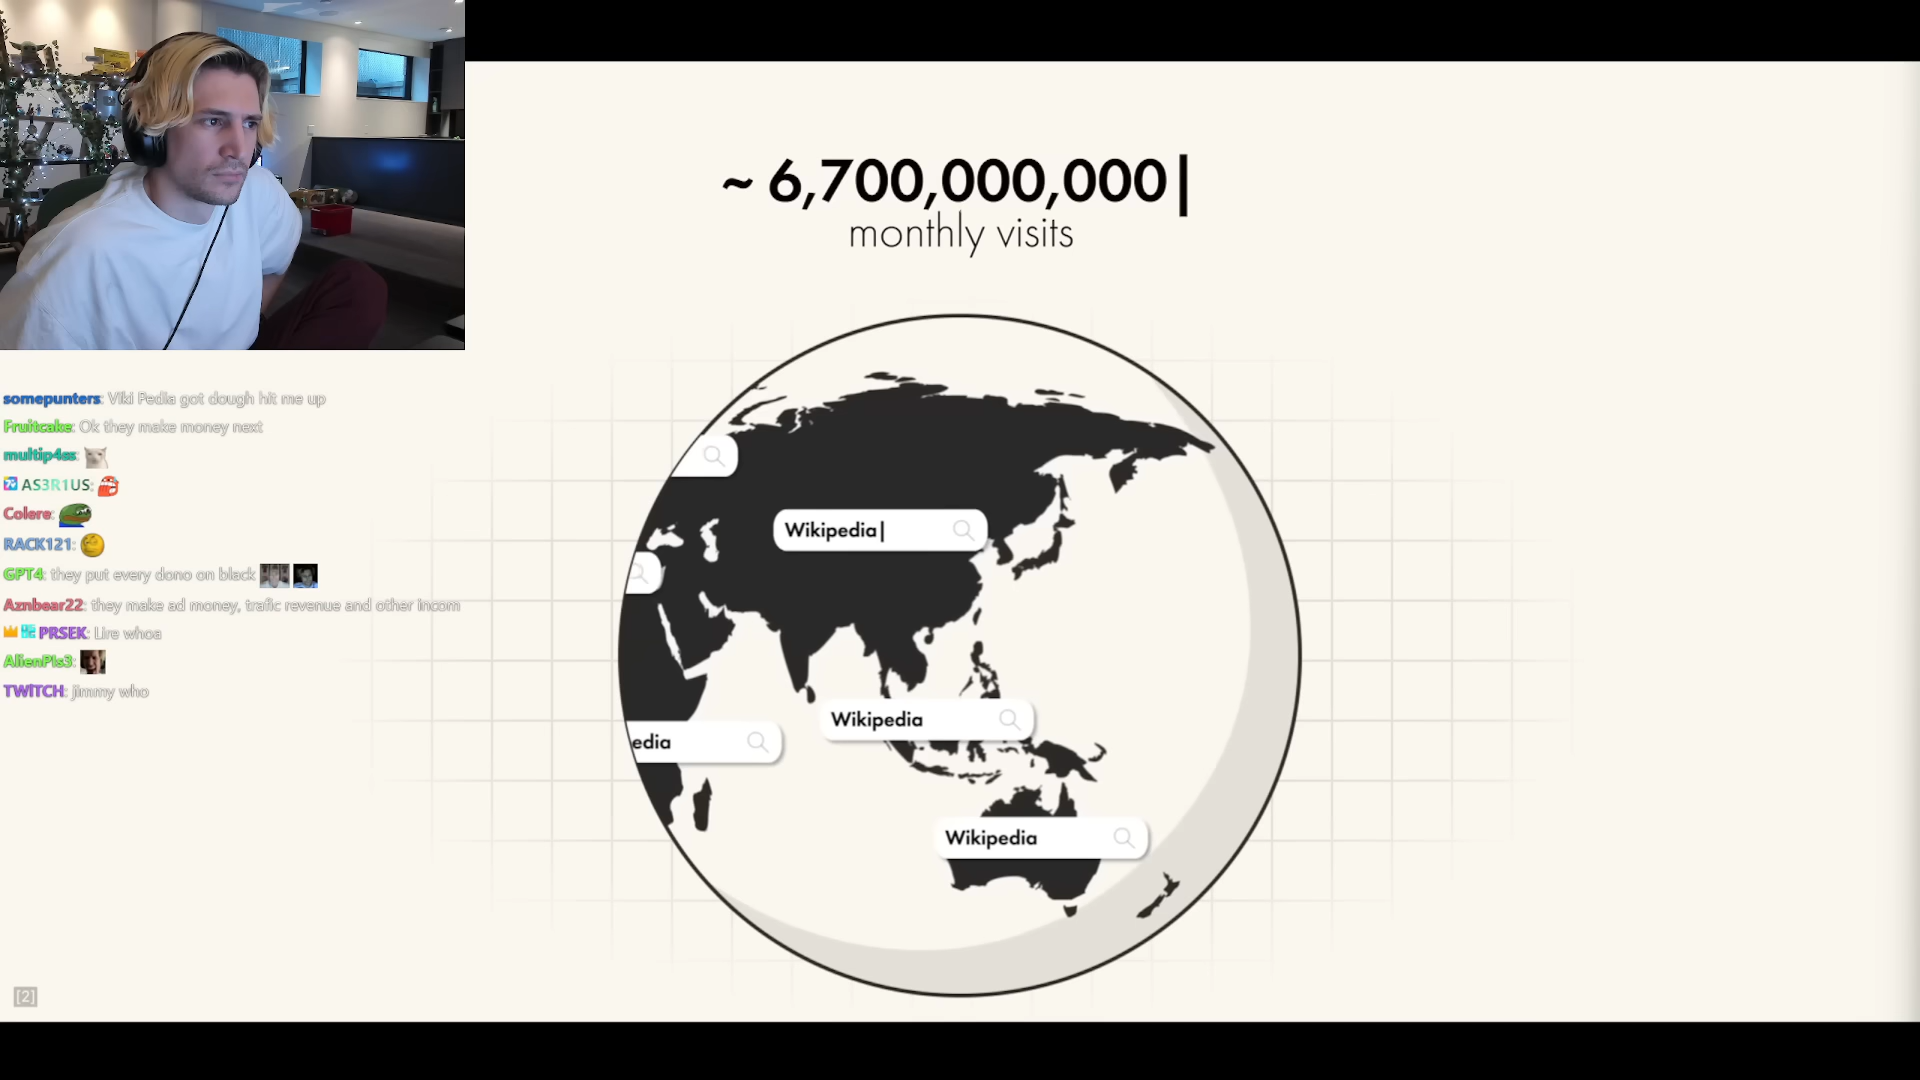 ~ 6,700,000,000|
monthly visits
somepunters: Viki Pedia got dough hit me up
Fruitcake: Ok they make money next
multip4es:
AS3R1US:
Colere:
RACK121:
GPT4: they put every dono on black
Aznbear22: they make ad money, trafic revenue and other incom
PRSEK: Lire whoa
AlienPls3:
TWITCH: jimmy who
Wikipedia|
Wikipedia
edia
Wikipedia
[2]